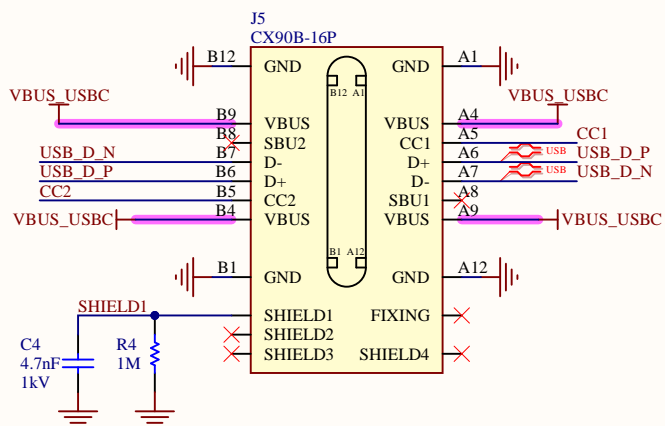 J5
CX90B-16P
B12 GND GND A1
B12 A1
VBUS_USBC VBUS_USBC
B9 VBUS VBUS A4
B8 SBU2 CC1 A5 CC1
USB_D_N B7 D- D+ A6 USB USB_D_P
USB_D_P B6 D+ D- A7 USB USB_D_N
CC2 B5 CC2 SBU1 A8
VBUS_USBC B4 VBUS VBUS A9 VBUS_USBC
B1 A12
B1 GND GND A12
SHIELD1 SHIELD1 FIXING
SHIELD2
SHIELD3 SHIELD4
C4
4.7nF
1kV
R4
1M